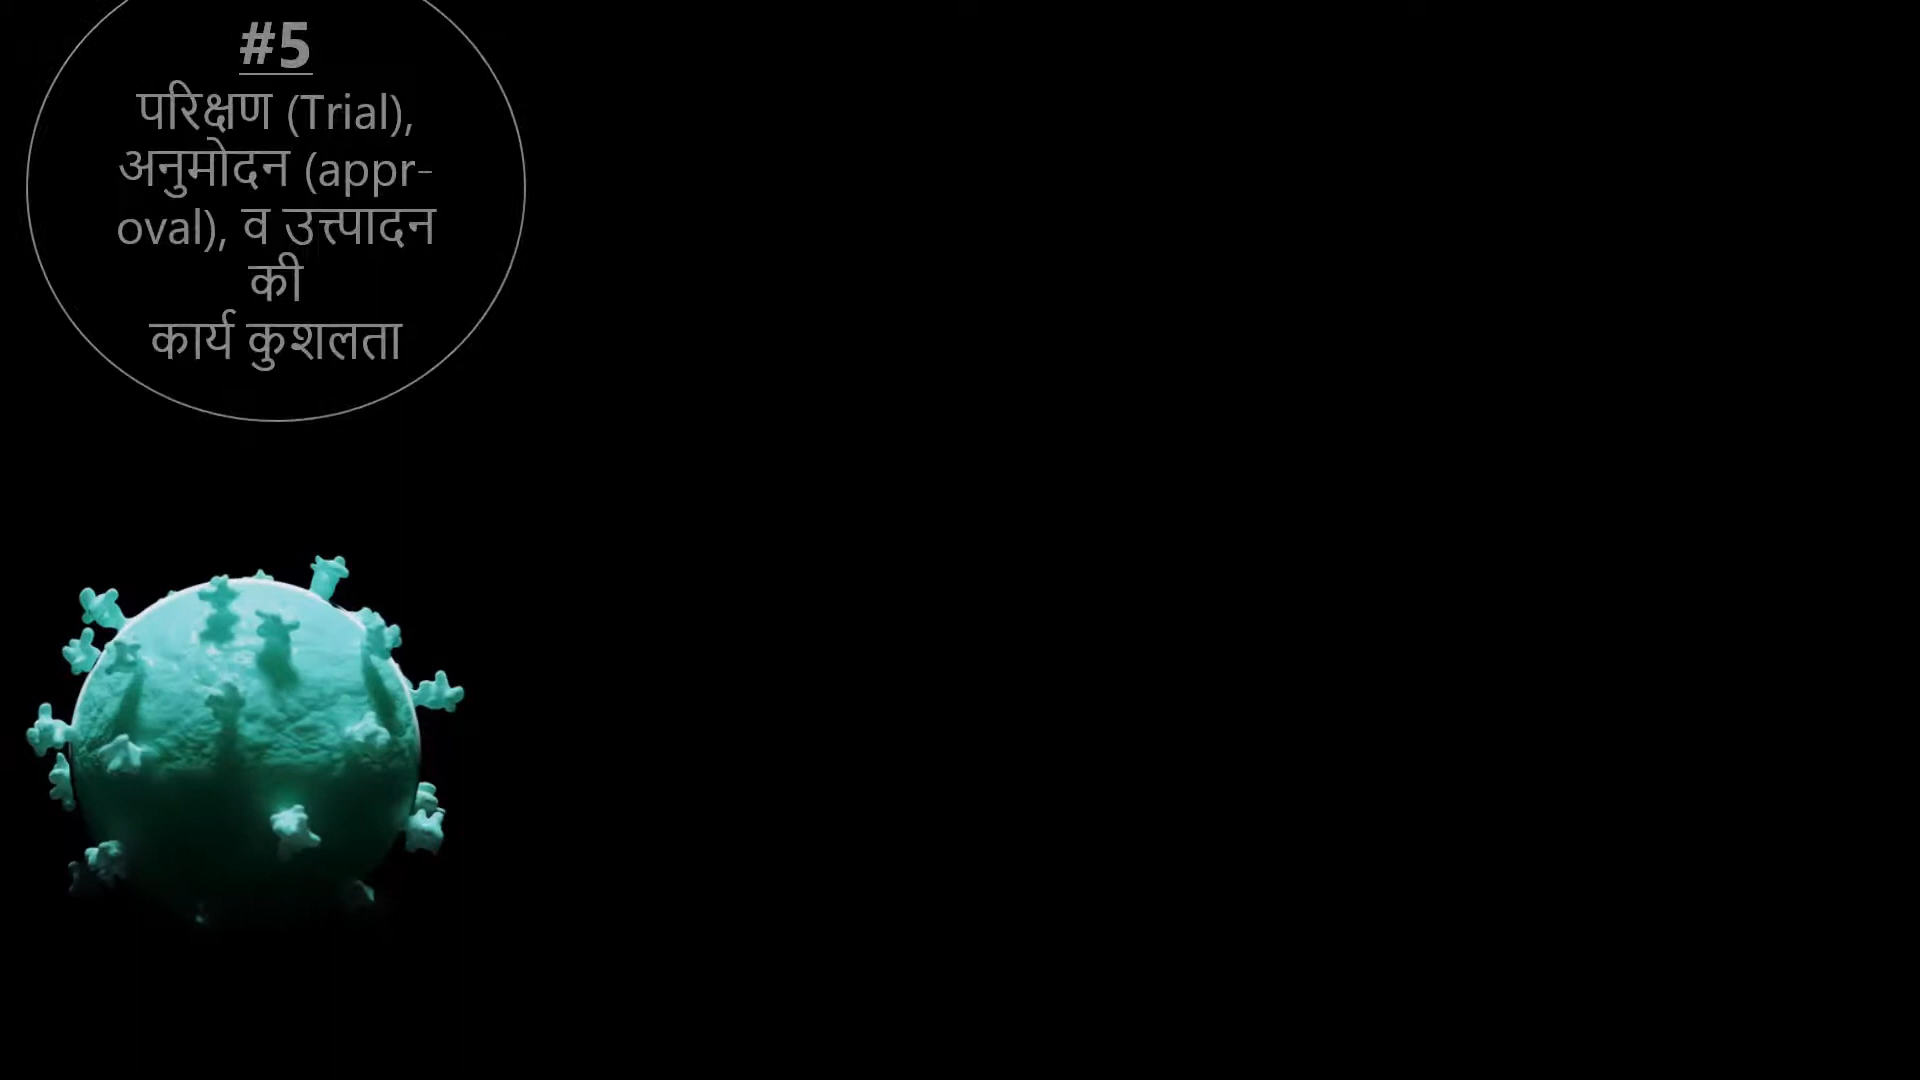 #5
परिक्षण (Trial),
अनुमोदन (appr-
oval), व उत्त्पादन
की
कार्य कुशलता